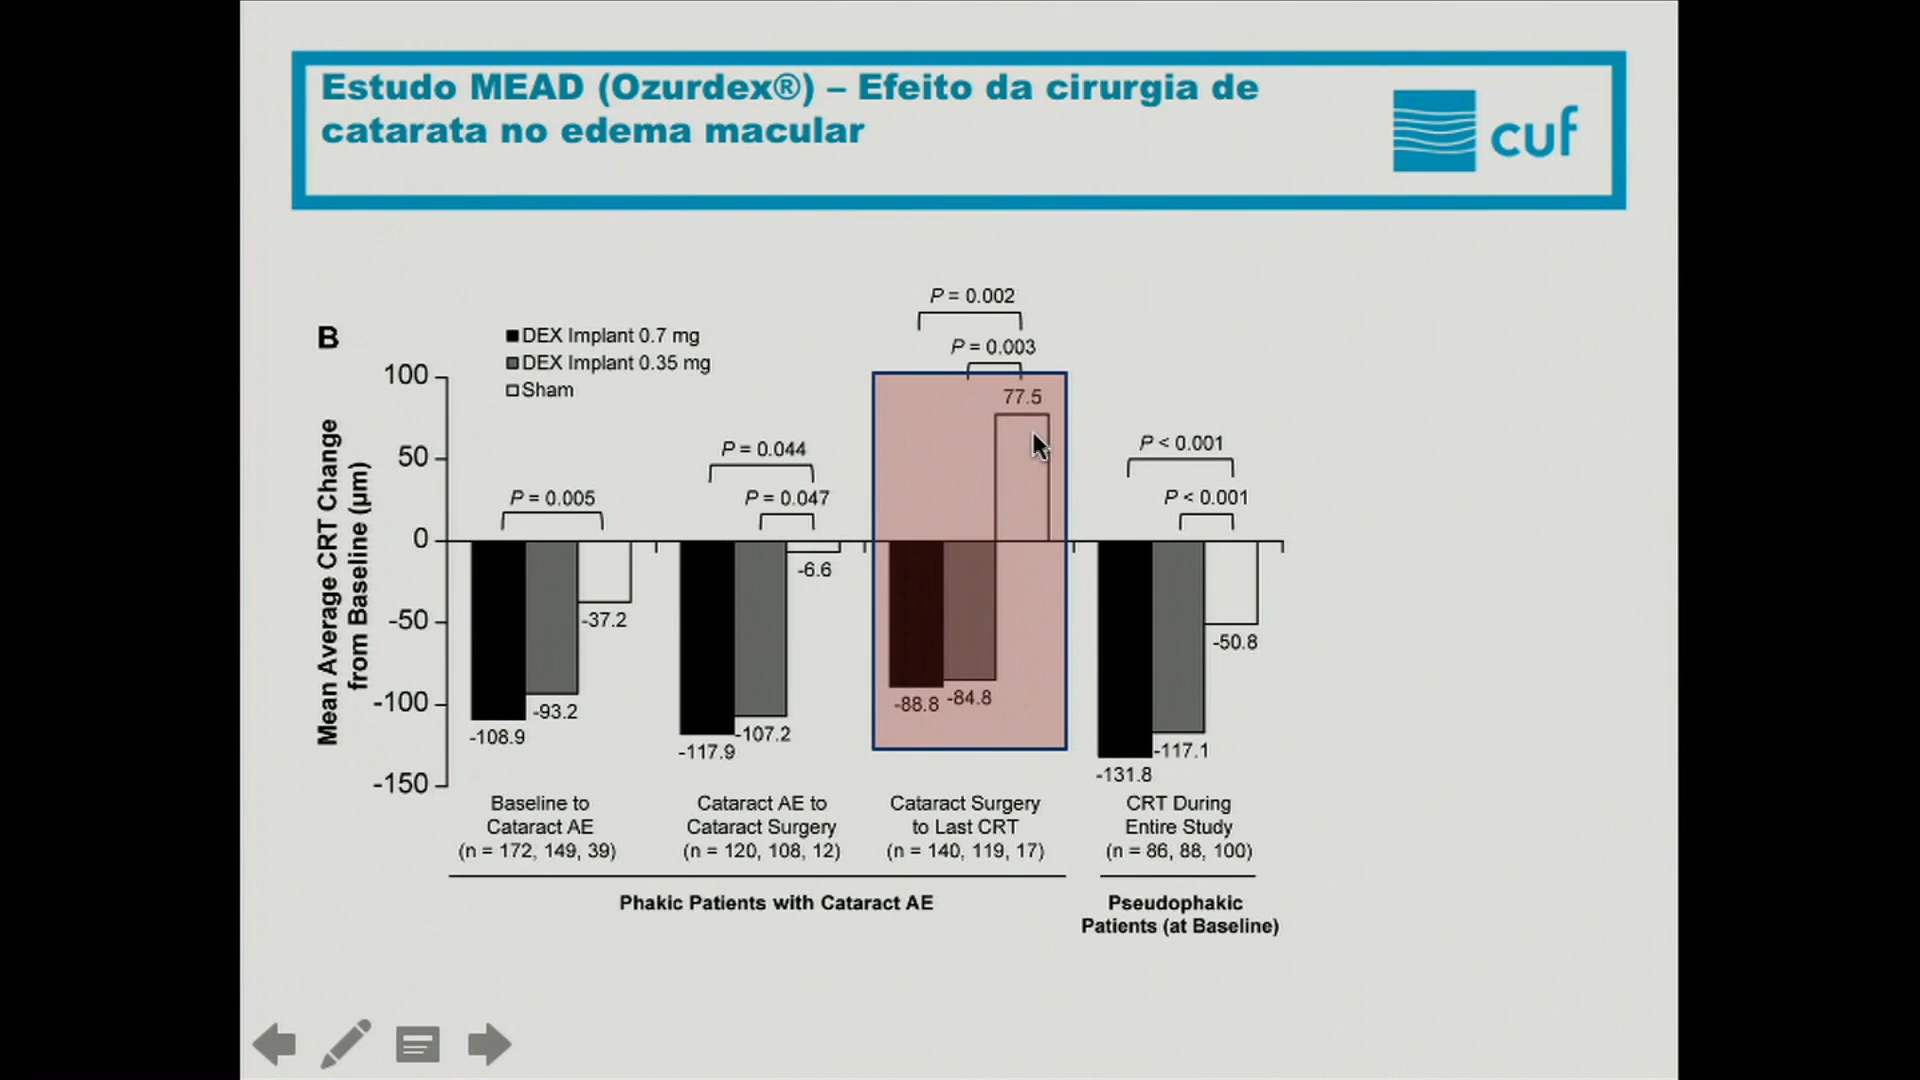 Estudo MEAD (Ozurdex®) – Efeito da cirurgia de
catarata no edema macular
cuf
B
DEX Implant 0.7 mg
DEX Implant 0.35 mg
Sham
Mean Average CRT Change
from Baseline (µm)
100
50
0
-50
-100
-150
P = 0.005
-108.9
-93.2
-37.2
P = 0.044
P = 0.047
-117.9
-107.2
-6.6
P = 0.002
P = 0.003
77.5
-88.8
-84.8
P < 0.001
P < 0.001
-131.8
-117.1
-50.8
Baseline to
Cataract AE
(n = 172, 149, 39)
Cataract AE to
Cataract Surgery
(n = 120, 108, 12)
Cataract Surgery
to Last CRT
(n = 140, 119, 17)
CRT During
Entire Study
(n = 86, 88, 100)
Phakic Patients with Cataract AE
Pseudophakic
Patients (at Baseline)